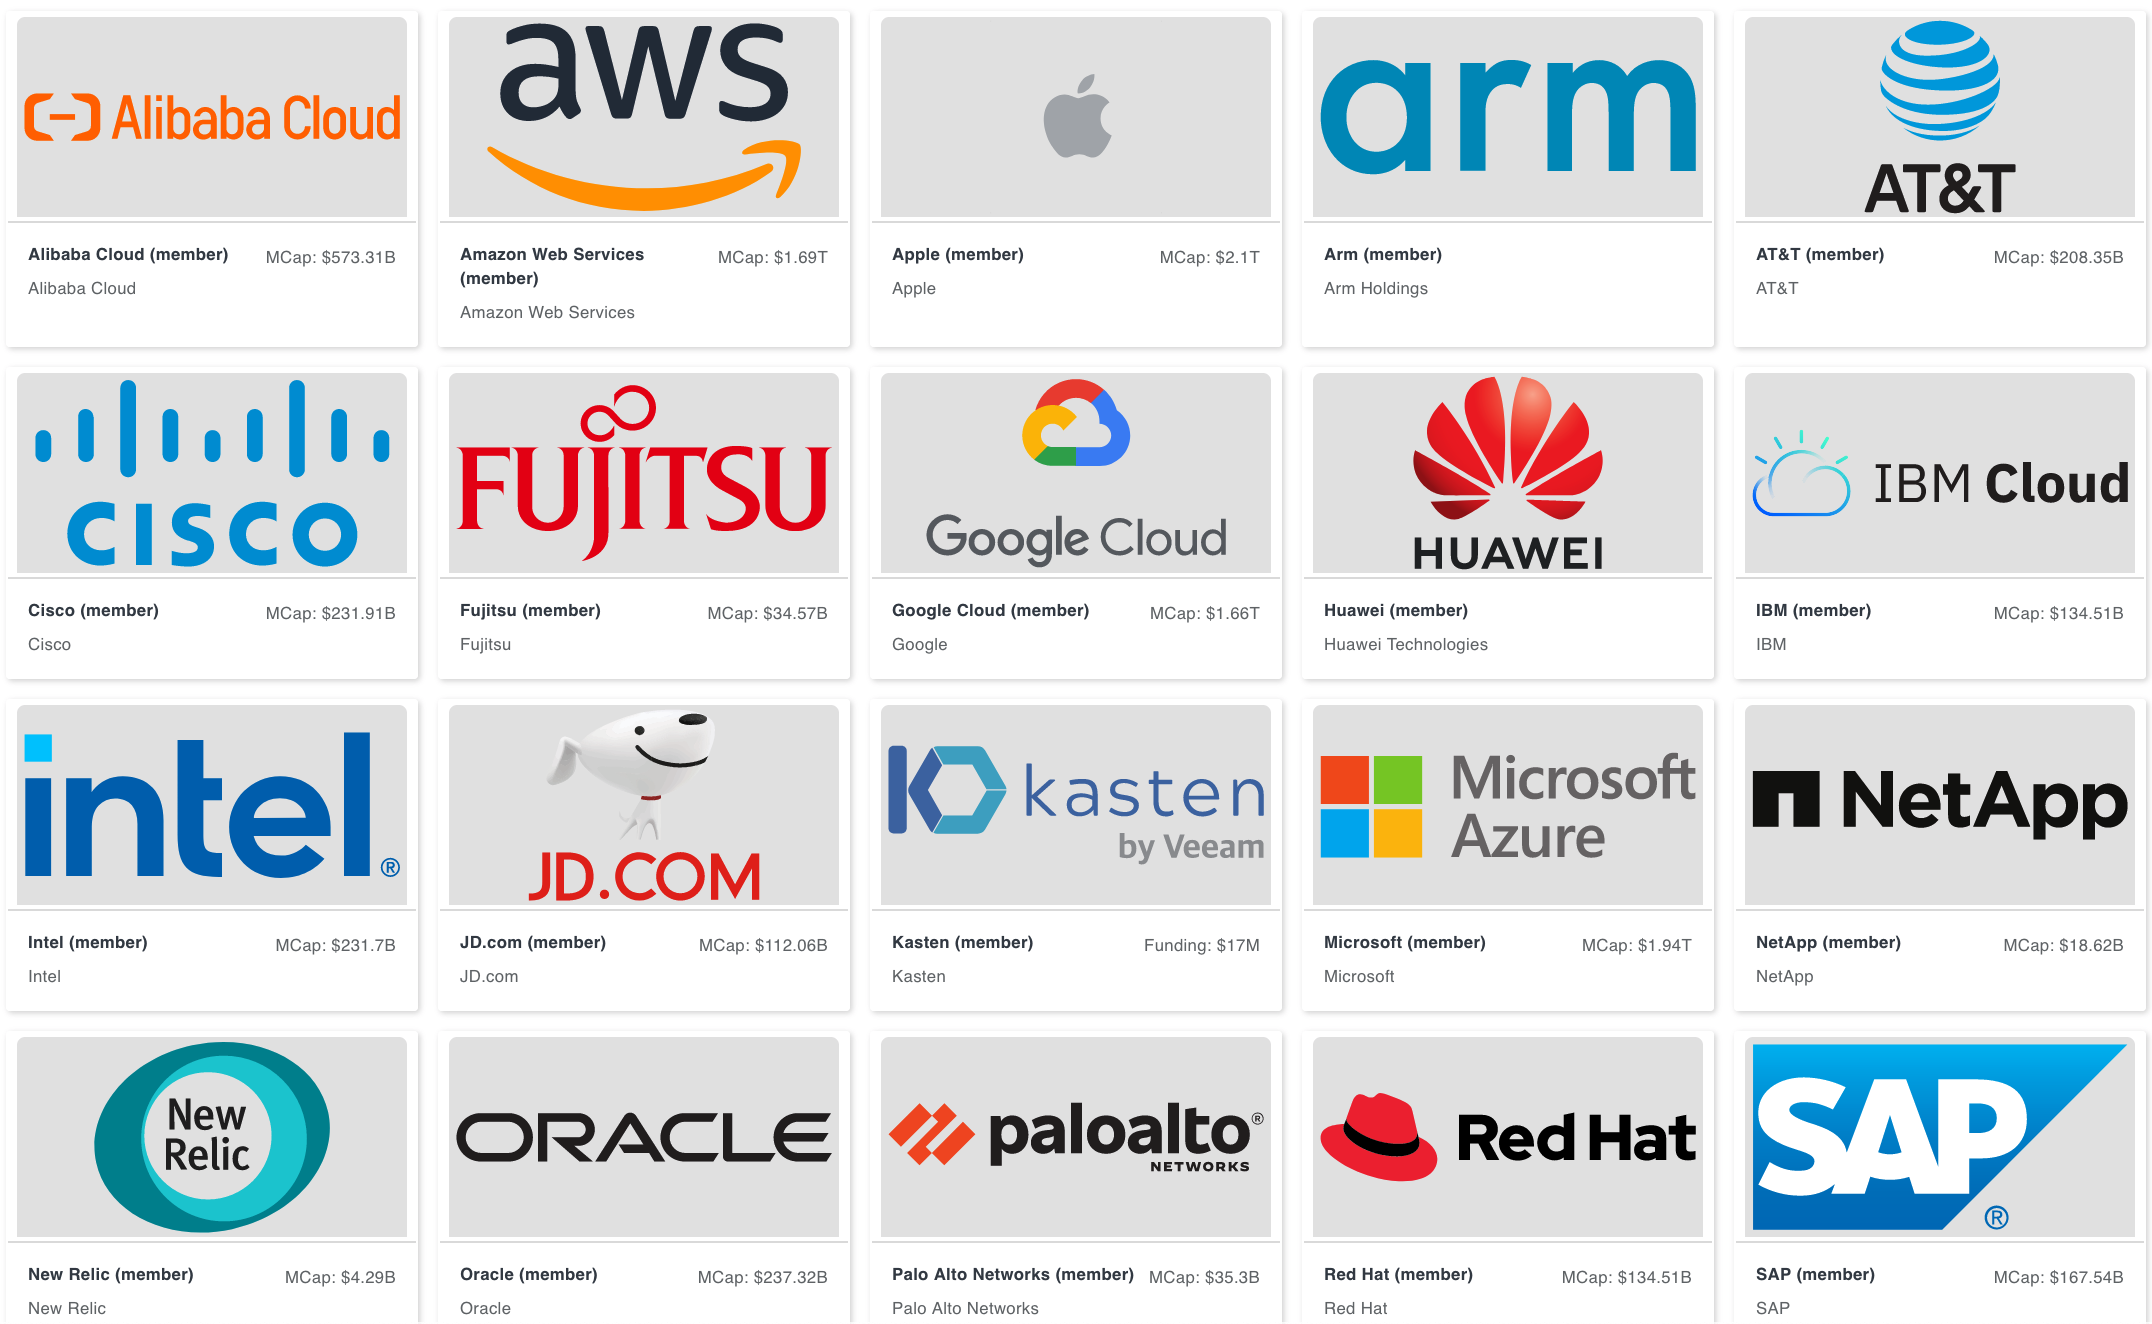 Alibaba Cloud
Alibaba Cloud (member) MCap: $573.31B
Alibaba Cloud
aws
Amazon Web Services MCap: $1.69T
(member)
Amazon Web Services
Apple (member) MCap: $2.1T
Apple
arm
Arm (member)
Arm Holdings
AT&T
AT&T (member) MCap: $208.35B
AT&T
CISCO
Cisco (member) MCap: $231.91B
Cisco
FUJITSU
Fujitsu (member) MCap: $34.57B
Fujitsu
Google Cloud
Google Cloud (member) MCap: $1.66T
Google
HUAWEI
Huawei (member)
Huawei Technologies
IBM Cloud
IBM (member) MCap: $134.51B
IBM
intel®
Intel (member) MCap: $231.7B
Intel
JD.COM
JD.com (member) MCap: $112.06B
JD.com
kasten
by Veeam
Kasten (member) Funding: $17M
Kasten
Microsoft
Azure
Microsoft (member) MCap: $1.94T
Microsoft
NetApp
NetApp (member) MCap: $18.62B
NetApp
New
Relic
New Relic (member) MCap: $4.29B
New Relic
ORACLE
Oracle (member) MCap: $237.32B
Oracle
paloalto®
NETWORKS
Palo Alto Networks (member) MCap: $35.3B
Palo Alto Networks
Red Hat
Red Hat (member) MCap: $134.51B
Red Hat
SAP®
SAP (member) MCap: $167.54B
SAP